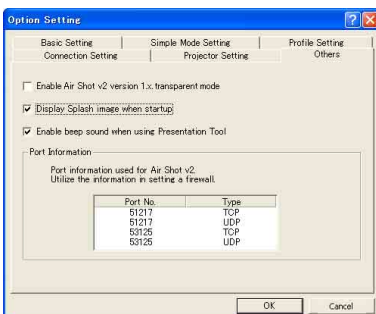 Option Setting
Basic Setting
Simple Mode Setting
Profile Setting
Connection Setting
Projector Setting
Others
Enable Air Shot v2 version 1.x. transparent mode
Display Splash image when startup
Enable beep sound when using Presentation Tool
Port Information
Port information used for Air Shot v2.
Utilize the information in setting a firewall.
Port No. Type
51217 TCP
51217 UDP
53125 TCP
53125 UDP
OK
Cancel